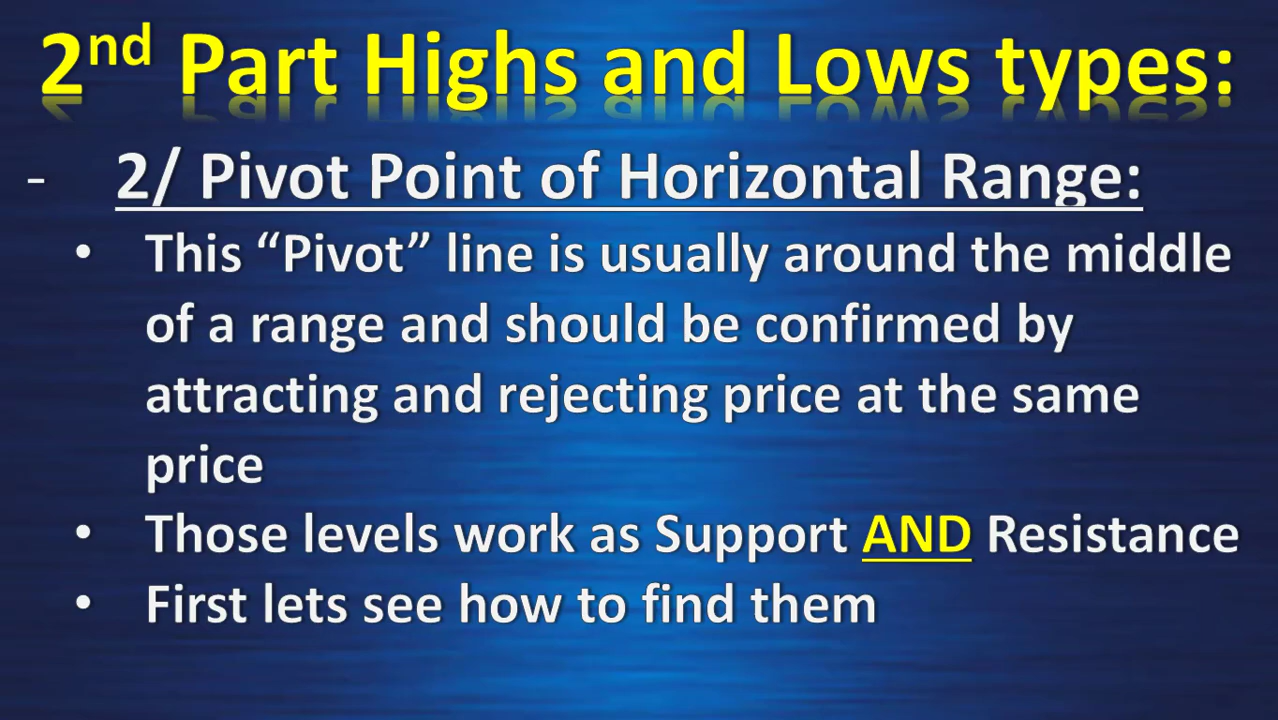 2nd Part Highs and Lows types:
- 2/ Pivot Point of Horizontal Range:
• This “Pivot” line is usually around the middle
of a range and should be confirmed by
attracting and rejecting price at the same
price
• Those levels work as Support AND Resistance
• First lets see how to find them